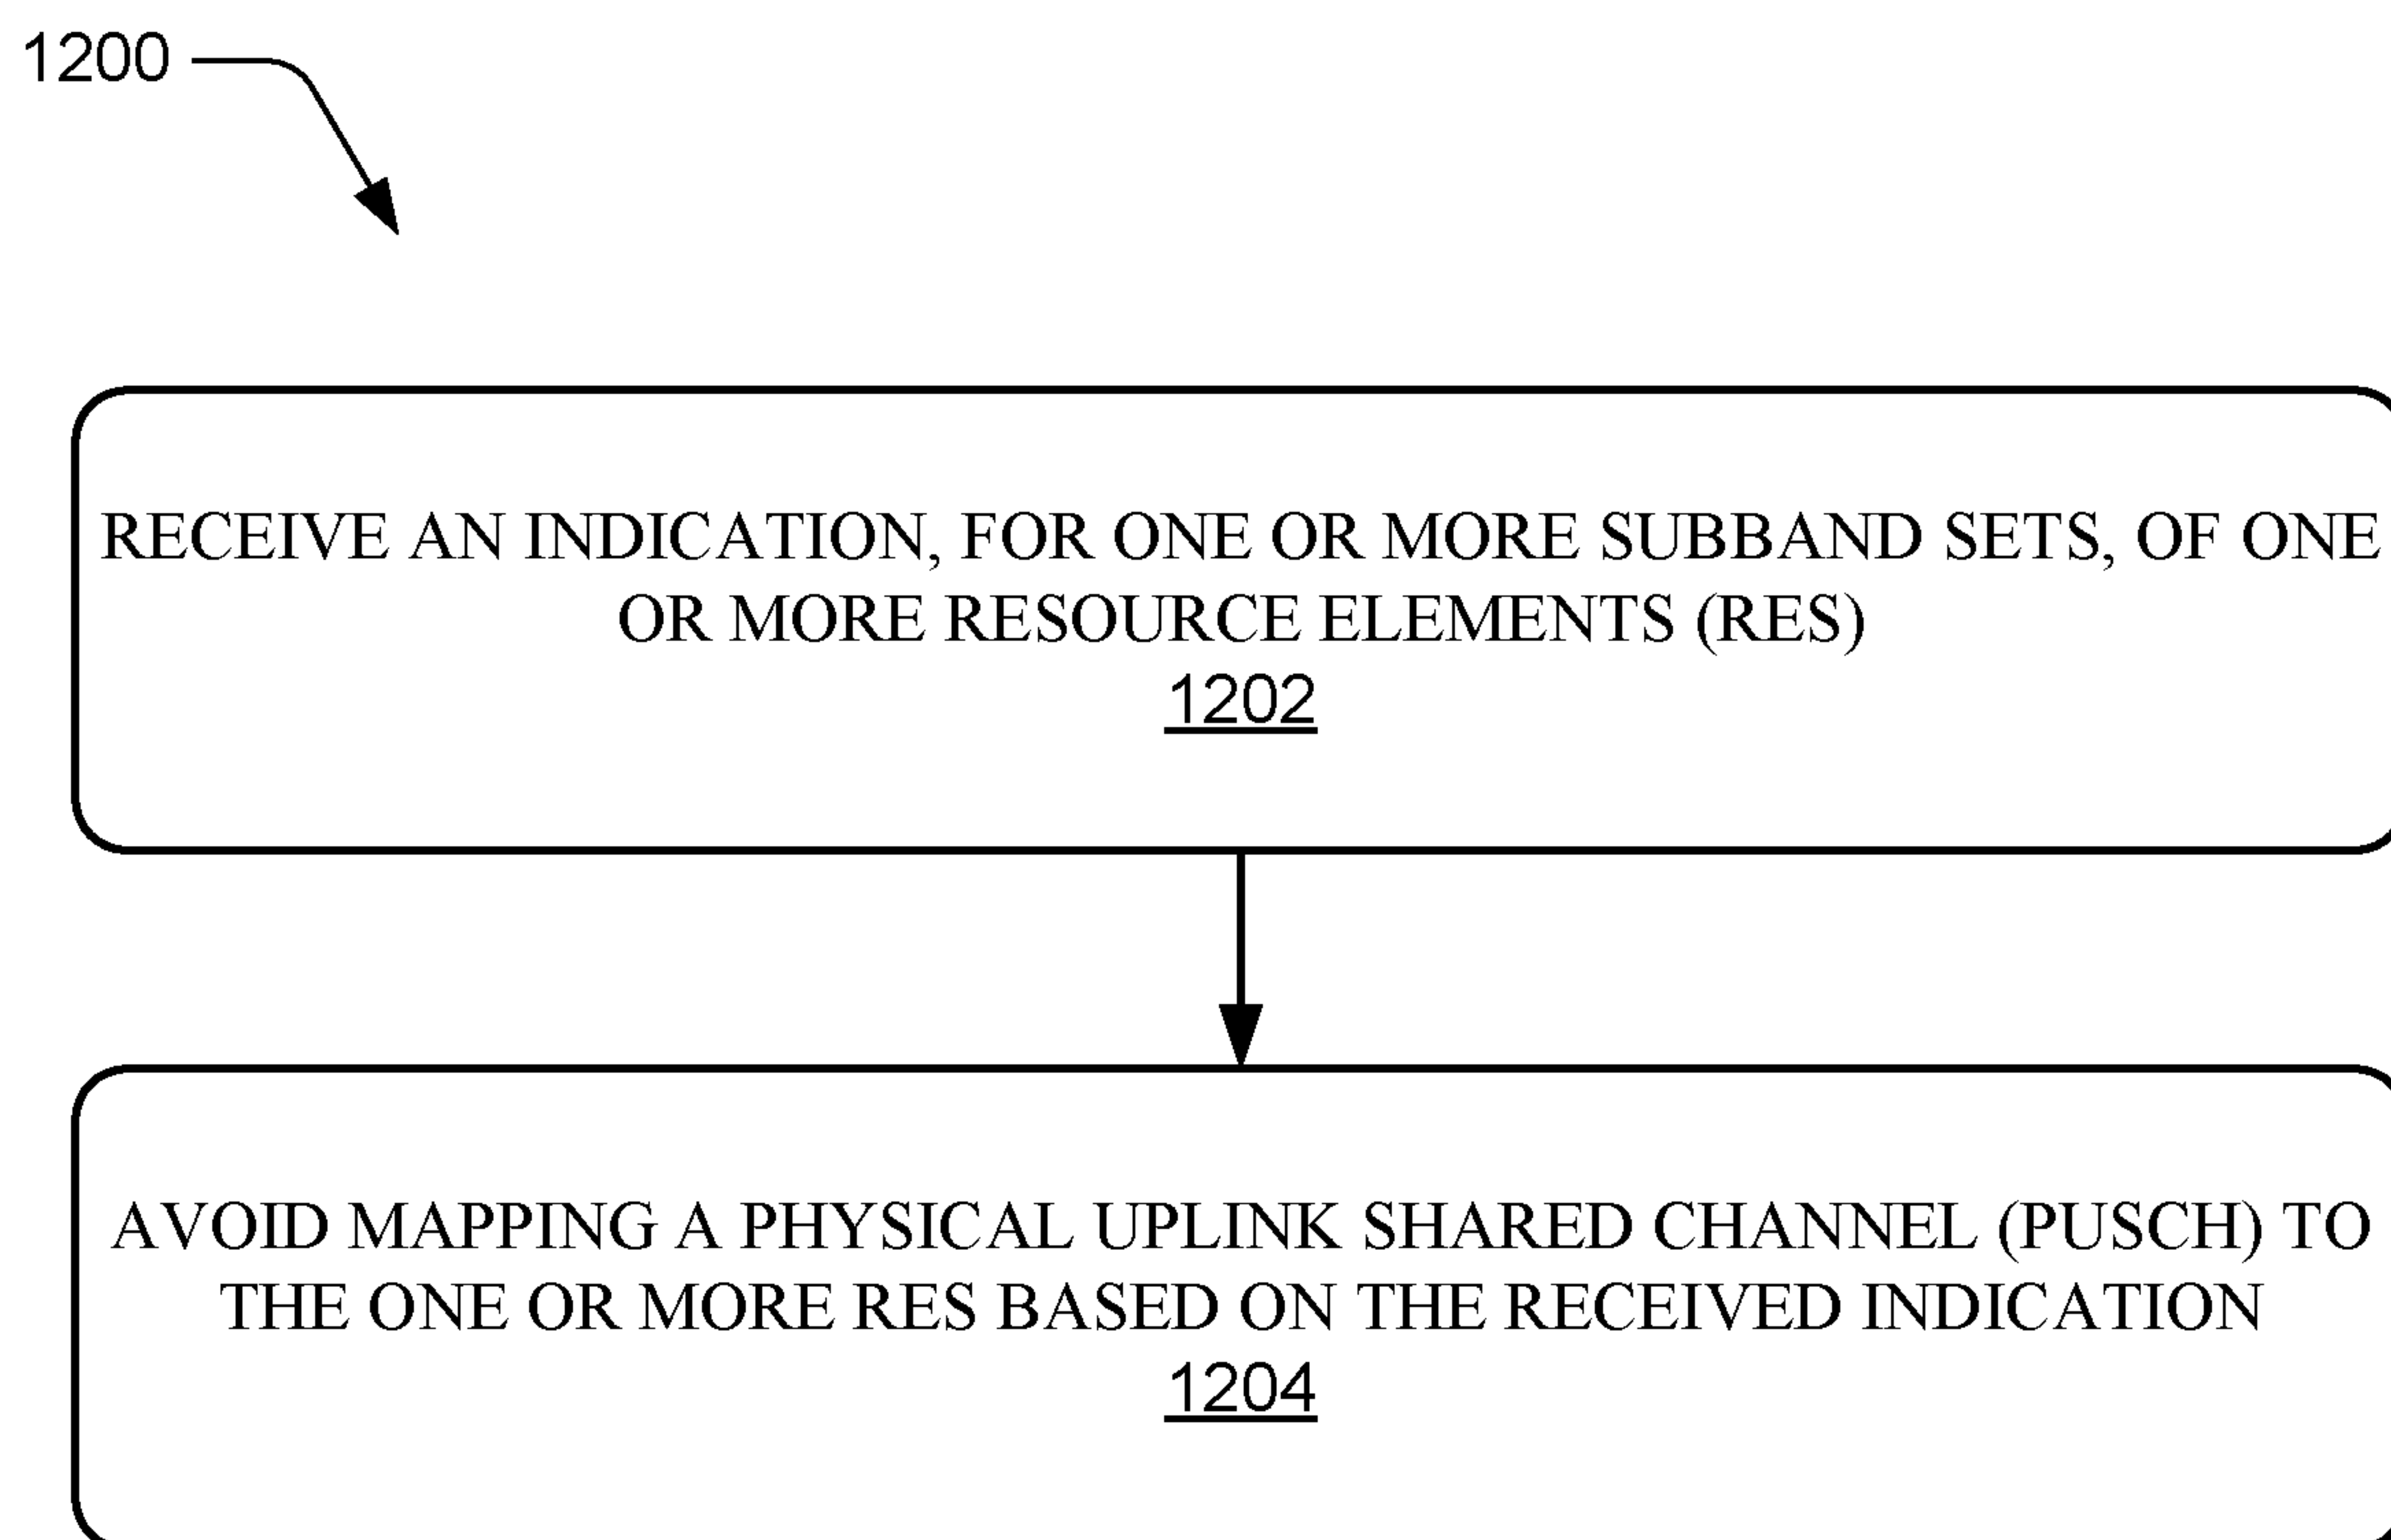 1200
RECEIVE AN INDICATION, FOR ONE OR MORE SUBBAND SETS, OF ONE
OR MORE RESOURCE ELEMENTS (RES)
1202
AVOID MAPPING A PHYSICAL UPLINK SHARED CHANNEL (PUSCH) TO
THE ONE OR MORE RES BASED ON THE RECEIVED INDICATION
1204